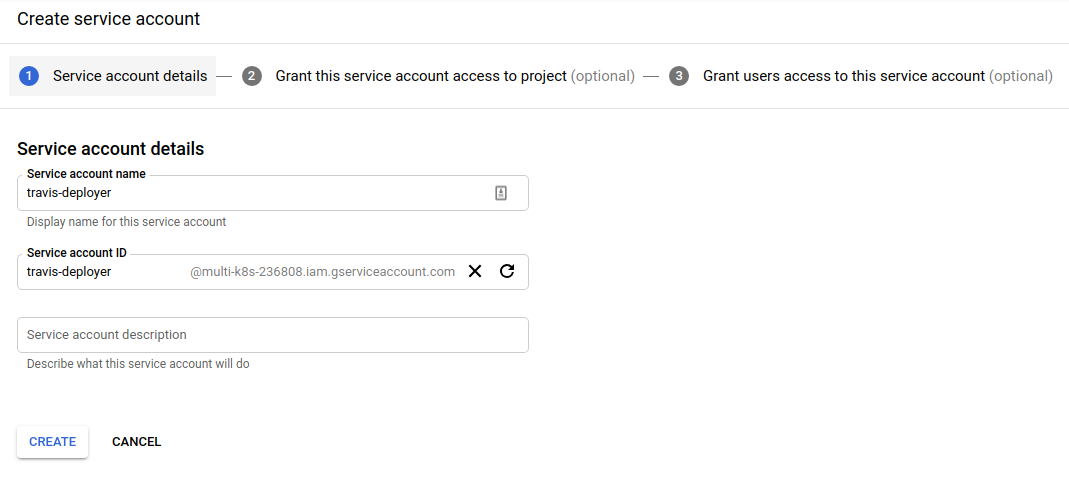 Create service account
1 Service account details — 2 Grant this service account access to project (optional) — 3 Grant users access to this service account (optional)
Service account details
Service account name
travis-deployer
Display name for this service account
Service account ID
travis-deployer @multi-k8s-236808.iam.gserviceaccount.com
Service account description
Describe what this service account will do
CREATE CANCEL